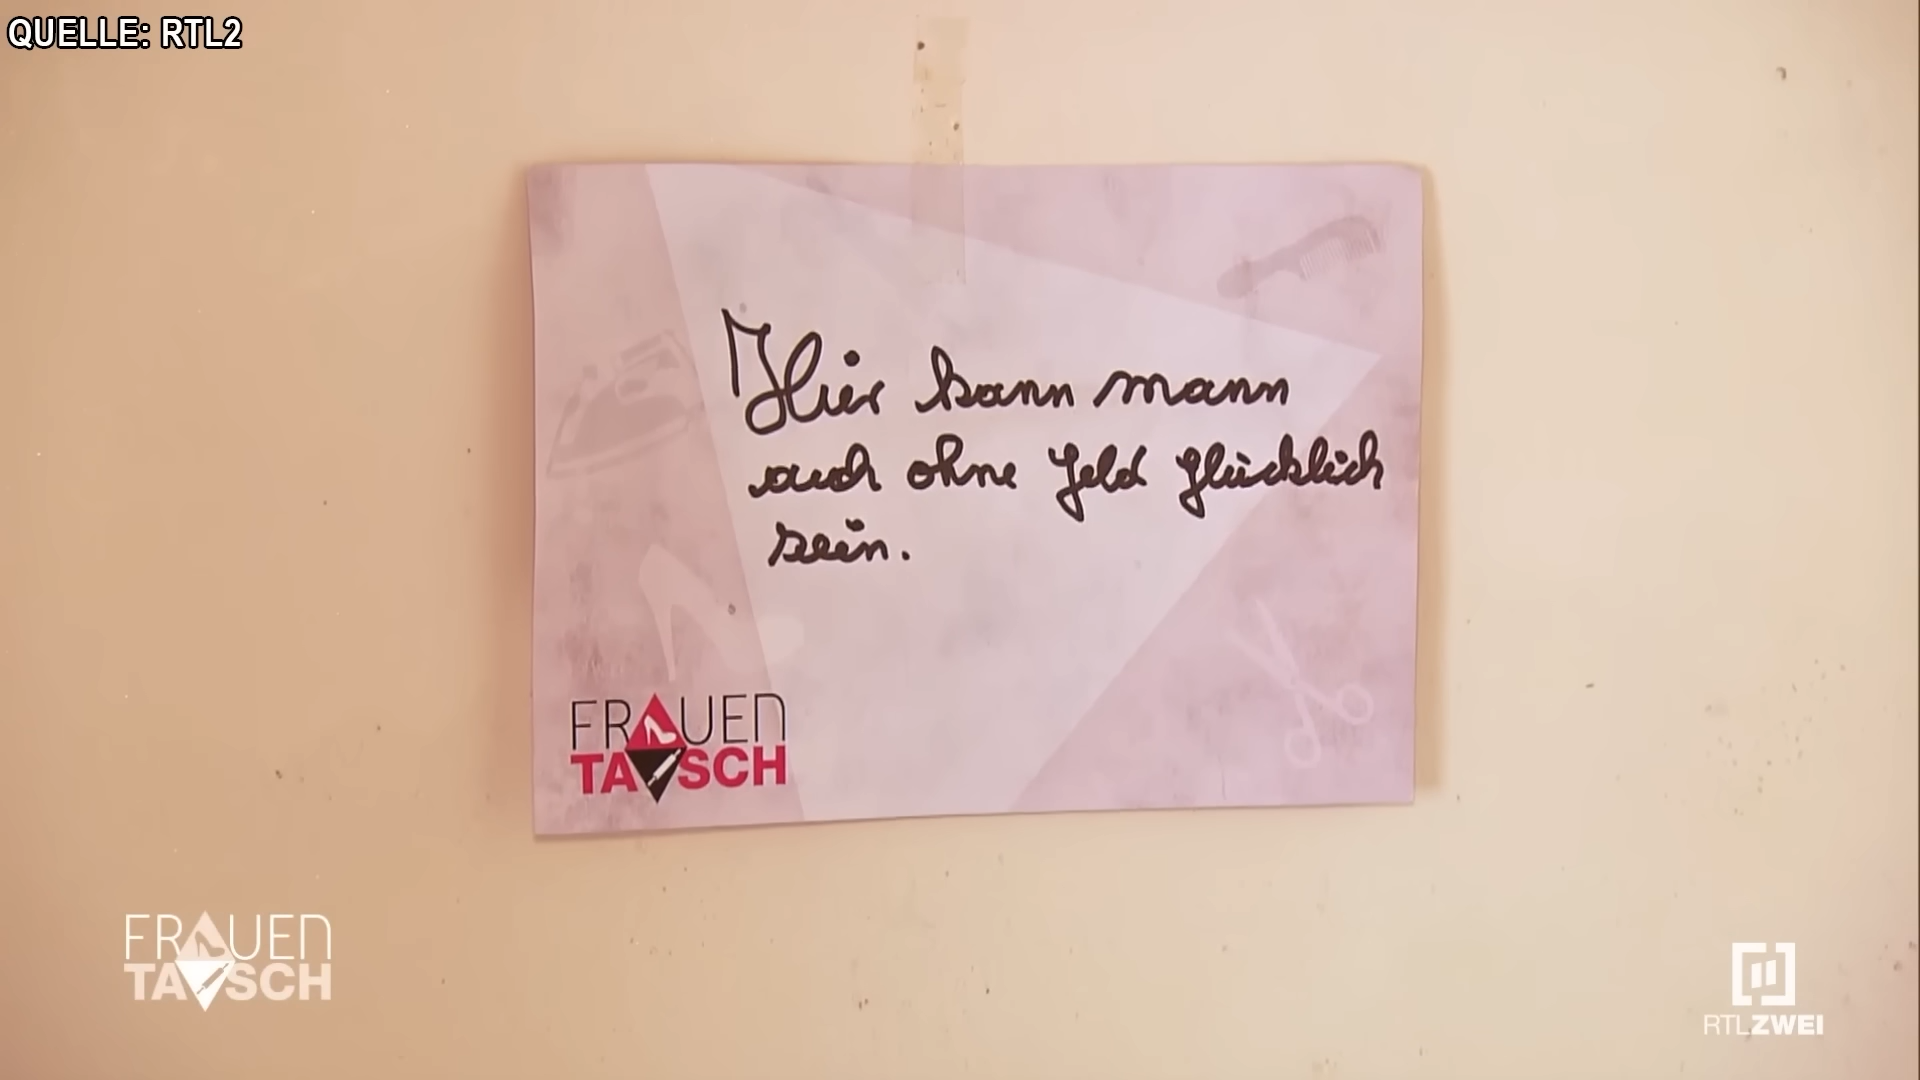 QUELLE: RTL2
Hier kann mann
auch ohne Geld glücklich
sein.
FRAUEN
TAUSCH
FRAUEN
TAUSCH
RTLZWEI